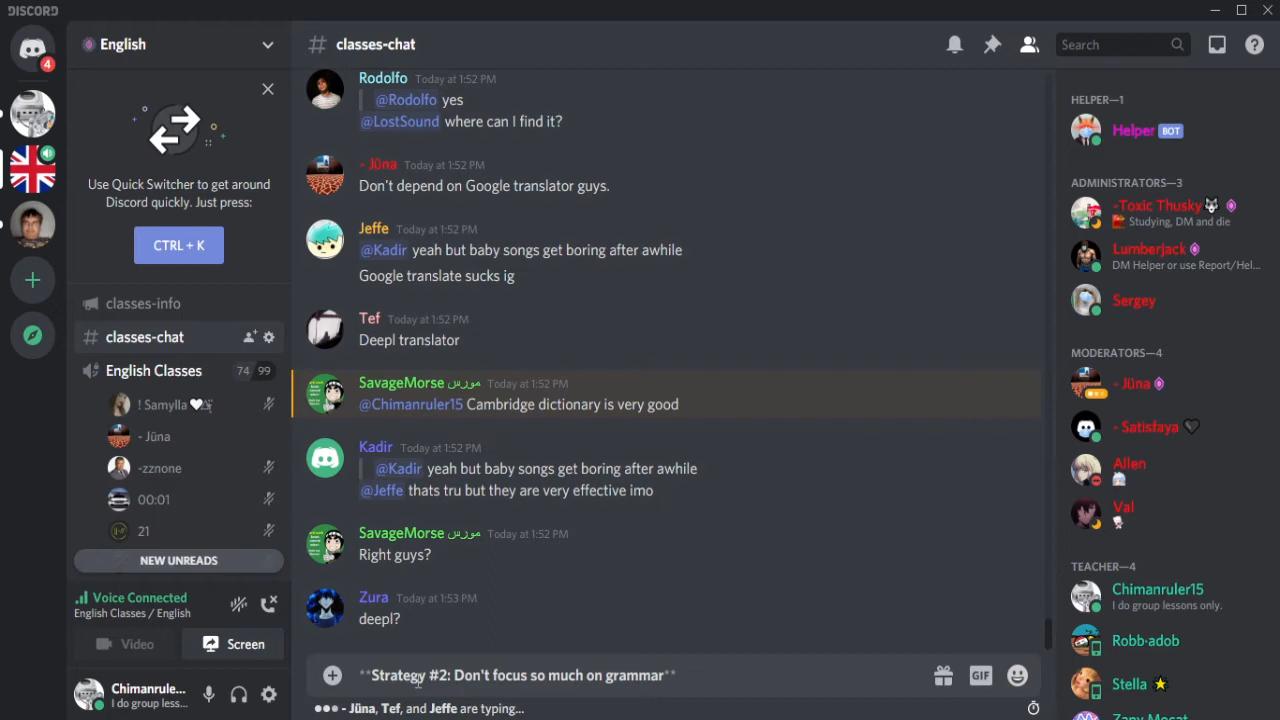 DISCORD
4
English
Use Quick Switcher to get around
Discord quickly. Just press:
CTRL + K
classes-info
# classes-chat
English Classes 74 99
! Samylla
- Jüna
-zznone
00:01
21
NEW UNREADS
Voice Connected
English Classes / English
Video
Screen
Chimanrule...
I do group less...
# classes-chat
Search
Rodolfo Today at 1:52 PM
@Rodolfo yes
@LostSound where can I find it?
- Jüna Today at 1:52 PM
Don't depend on Google translator guys.
Jeffe Today at 1:52 PM
@Kadir yeah but baby songs get boring after awhile
Google translate sucks ig
Tef Today at 1:52 PM
Deepl translator
SavageMorse مورس Today at 1:52 PM
@Chimanruler15 Cambridge dictionary is very good
Kadir Today at 1:52 PM
@Kadir yeah but baby songs get boring after awhile
@Jeffe thats tru but they are very effective imo
SavageMorse مورس Today at 1:52 PM
Right guys?
Zura Today at 1:53 PM
deepl?
**Strategy #2: Don't focus so much on grammar**
GIF
- Jüna, Tef, and Jeffe are typing...
HELPER—1
Helper BOT
ADMINISTRATORS—3
-Toxic Thusky
Studying, DM and die
Lumberjack
DM Helper or use Report/Hel...
Sergey
MODERATORS—4
- Jüna
- Satisfaya
Allen
Val
TEACHER—4
Chimanruler15
I do group lessons only.
Robb-adob
Stella